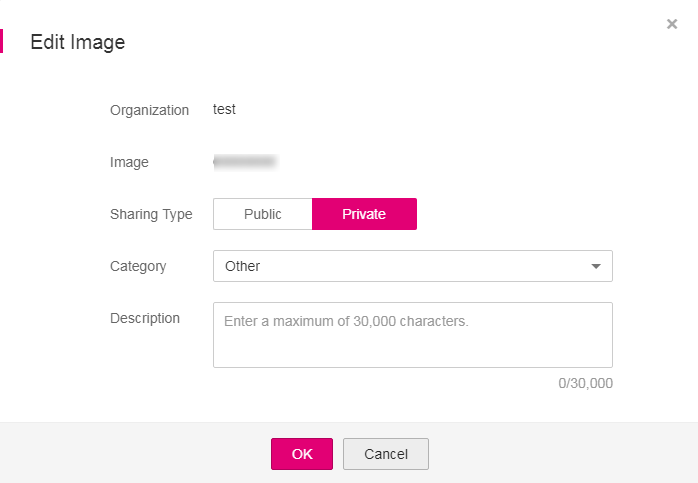 Edit Image
Organization test
Image
Sharing Type Public Private
Category Other
Description Enter a maximum of 30,000 characters.
0/30,000
OK Cancel